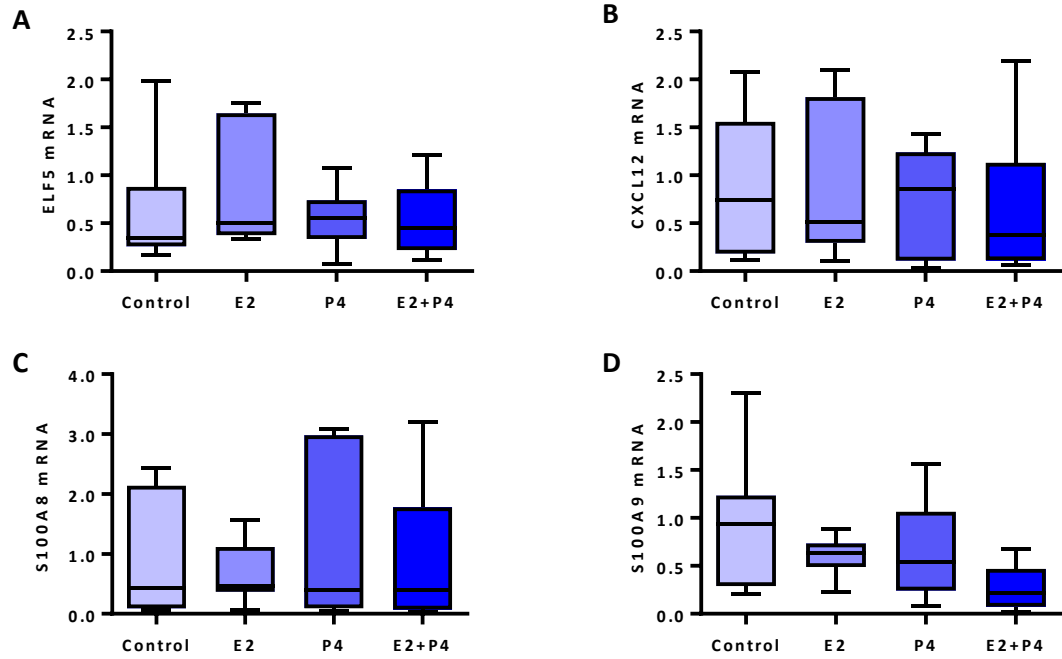 A
ELF5 mRNA
2.5
2.0
1.5
1.0
0.5
0.0
Control E2 P4 E2+P4
B
CXCL12 mRNA
2.5
2.0
1.5
1.0
0.5
0.0
Control E2 P4 E2+P4
C
S100A8 mRNA
4.0
3.0
2.0
1.0
0.0
Control E2 P4 E2+P4
D
S100A9 mRNA
2.5
2.0
1.5
1.0
0.5
0.0
Control E2 P4 E2+P4